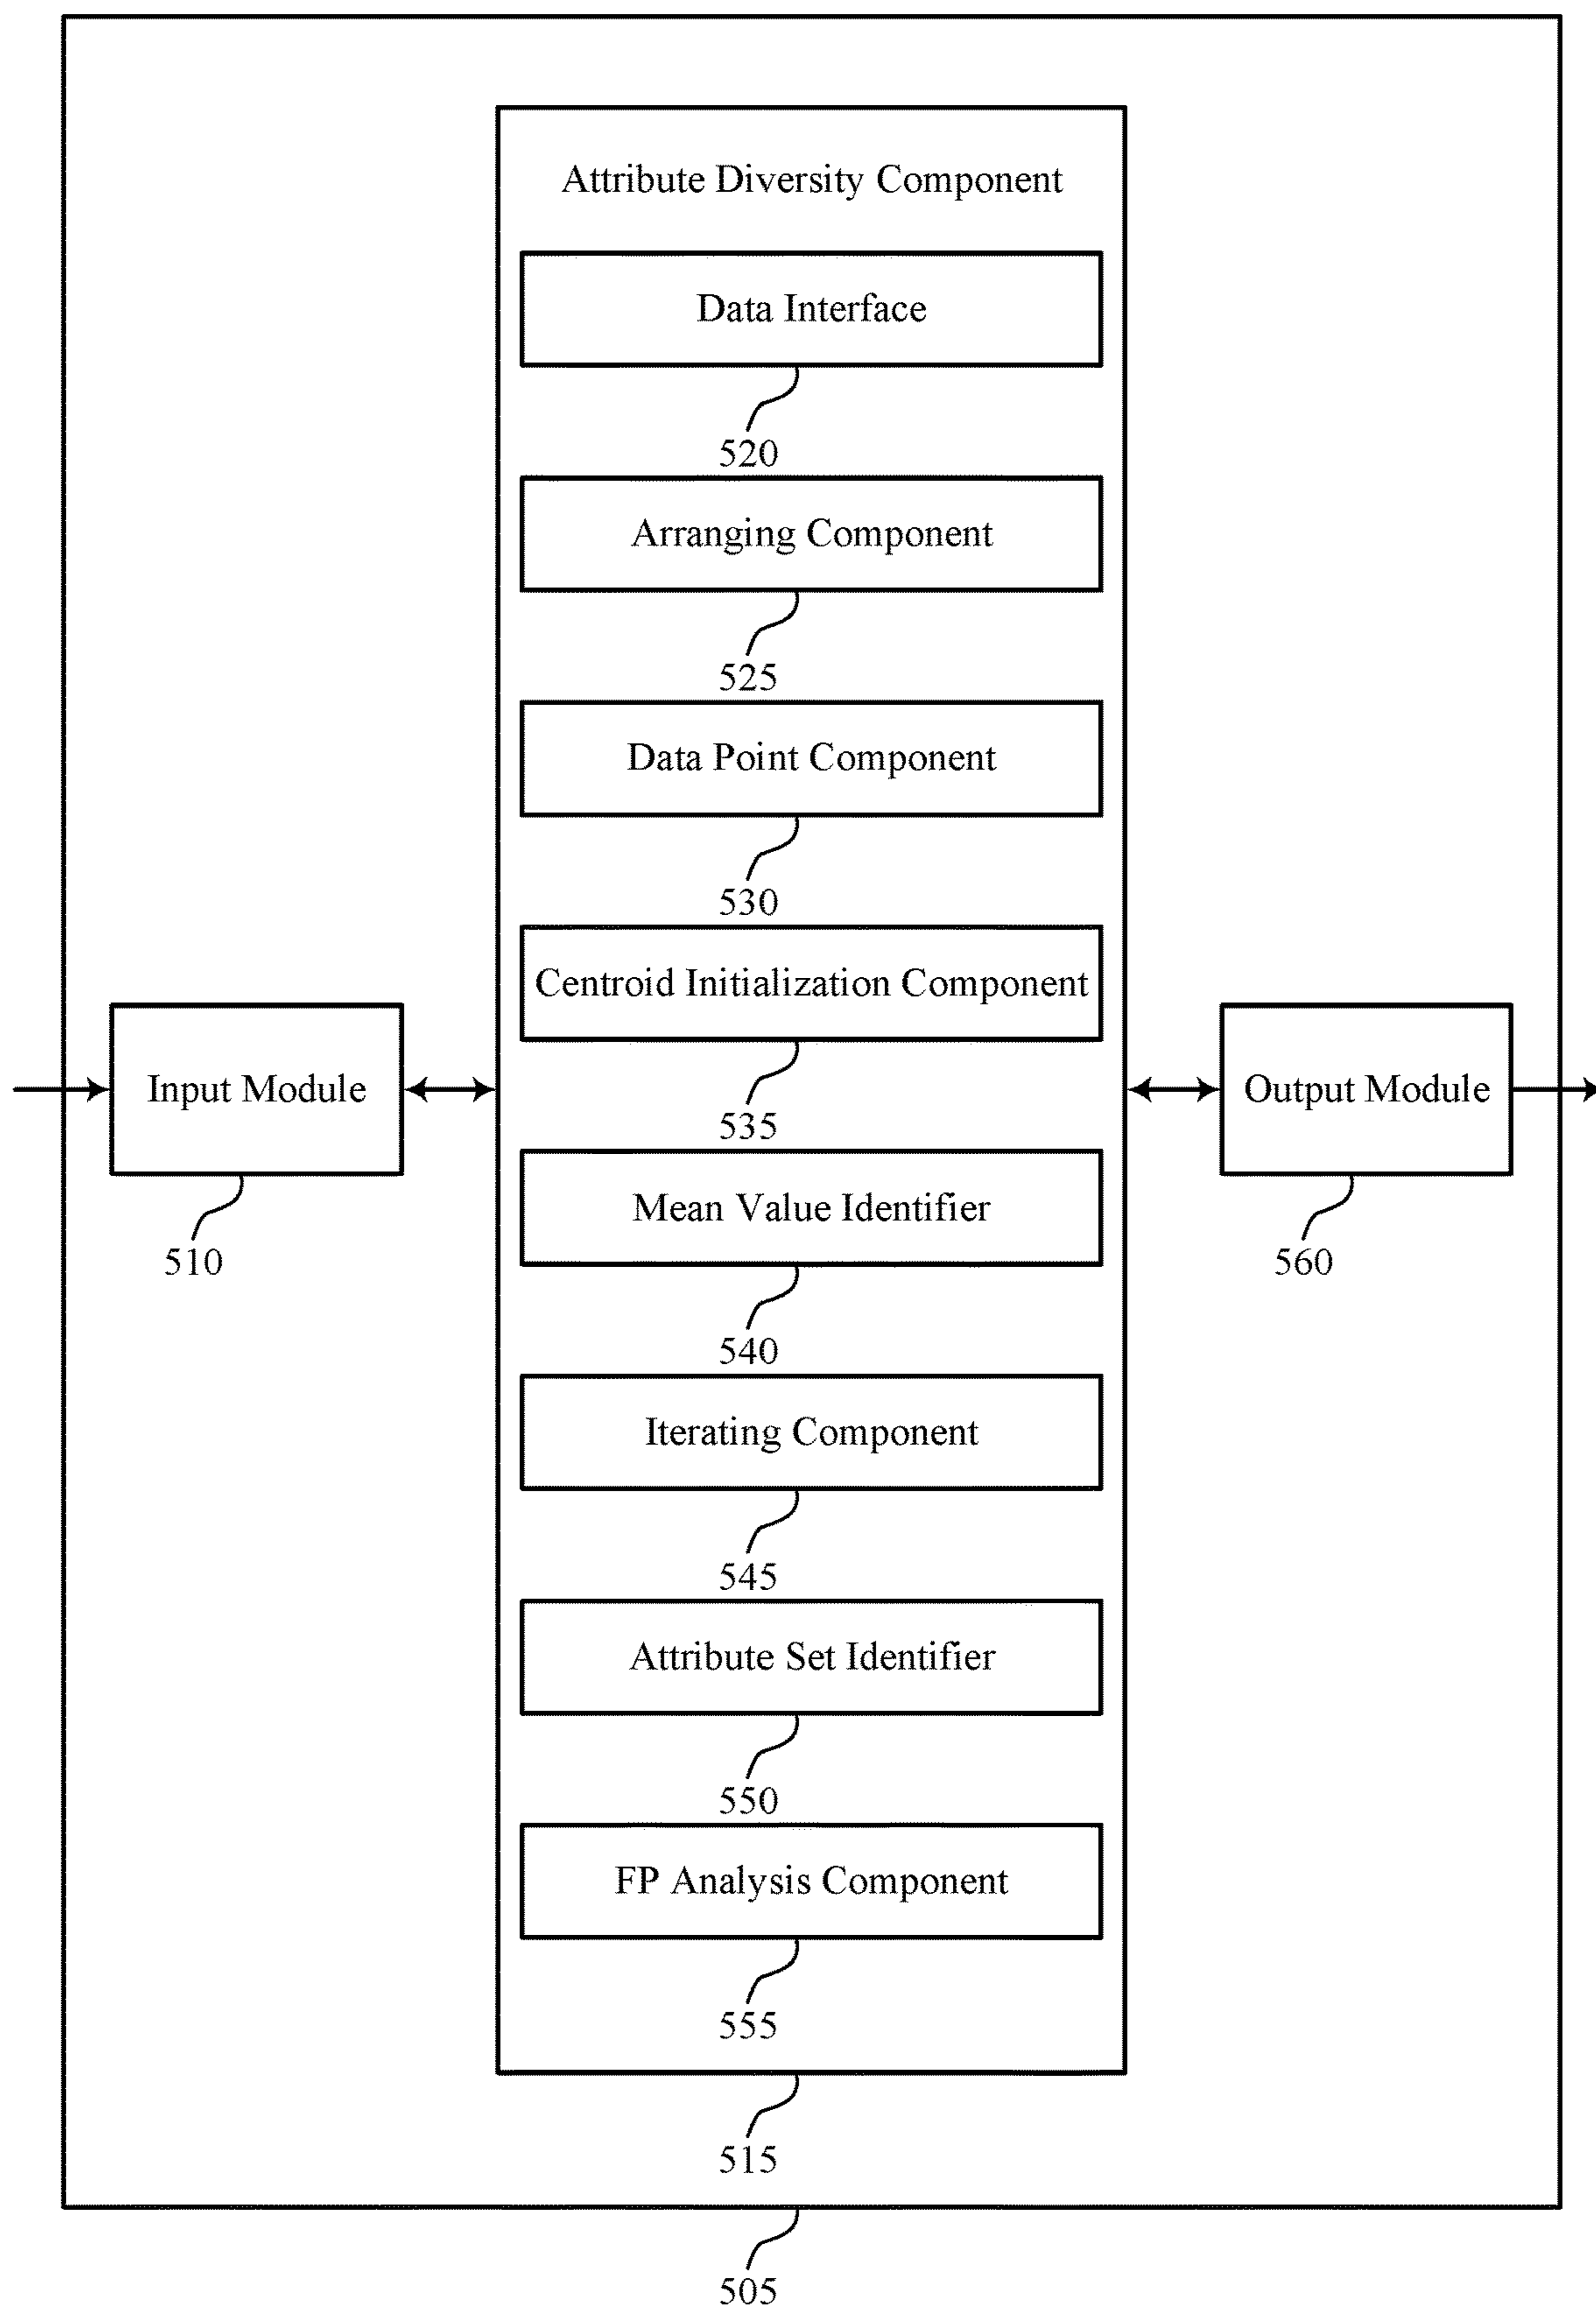 Attribute Diversity Component
Data Interface
520
Arranging Component
525
Data Point Component
530
Centroid Initialization Component
535
Input Module
510
Output Module
560
Mean Value Identifier
540
Iterating Component
545
Attribute Set Identifier
550
FP Analysis Component
555
515
505